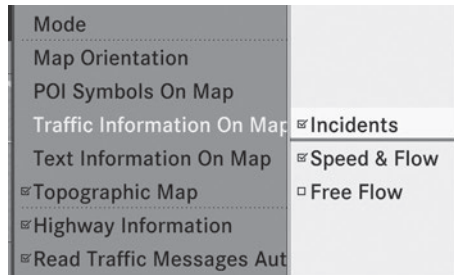 Mode
Map Orientation
POI Symbols On Map
Traffic Information On Map
Incidents
Text Information On Map
Speed & Flow
Topographic Map
Free Flow
Highway Information
Read Traffic Messages Aut